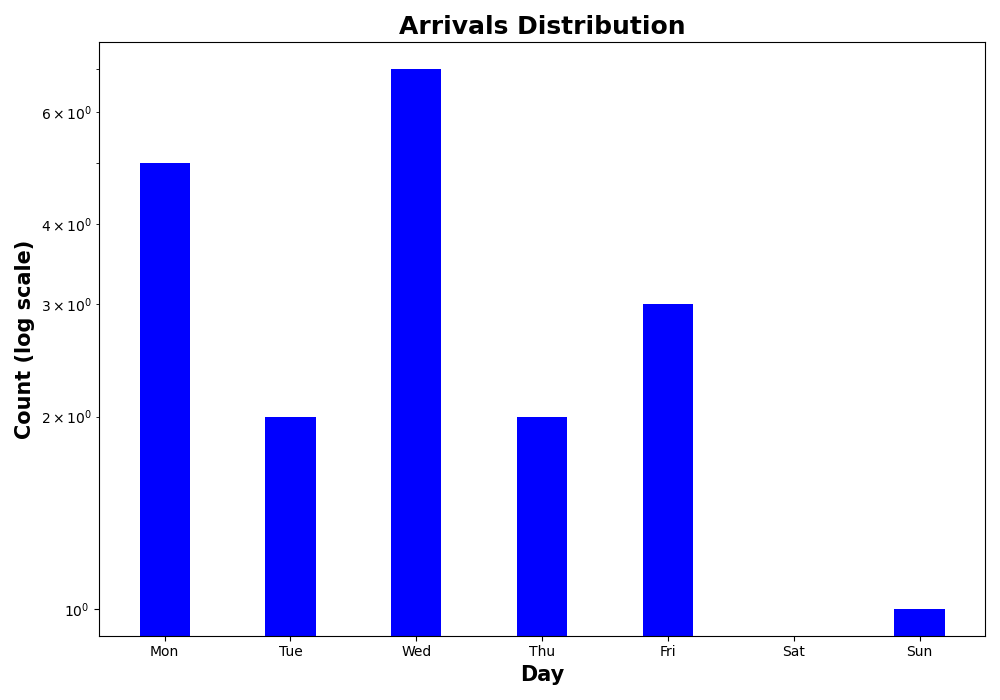 Arrivals Distribution
Count (log scale)
6 × 10⁰
4 × 10⁰
3 × 10⁰
2 × 10⁰
10⁰
Mon Tue Wed Thu Fri Sat Sun
Day